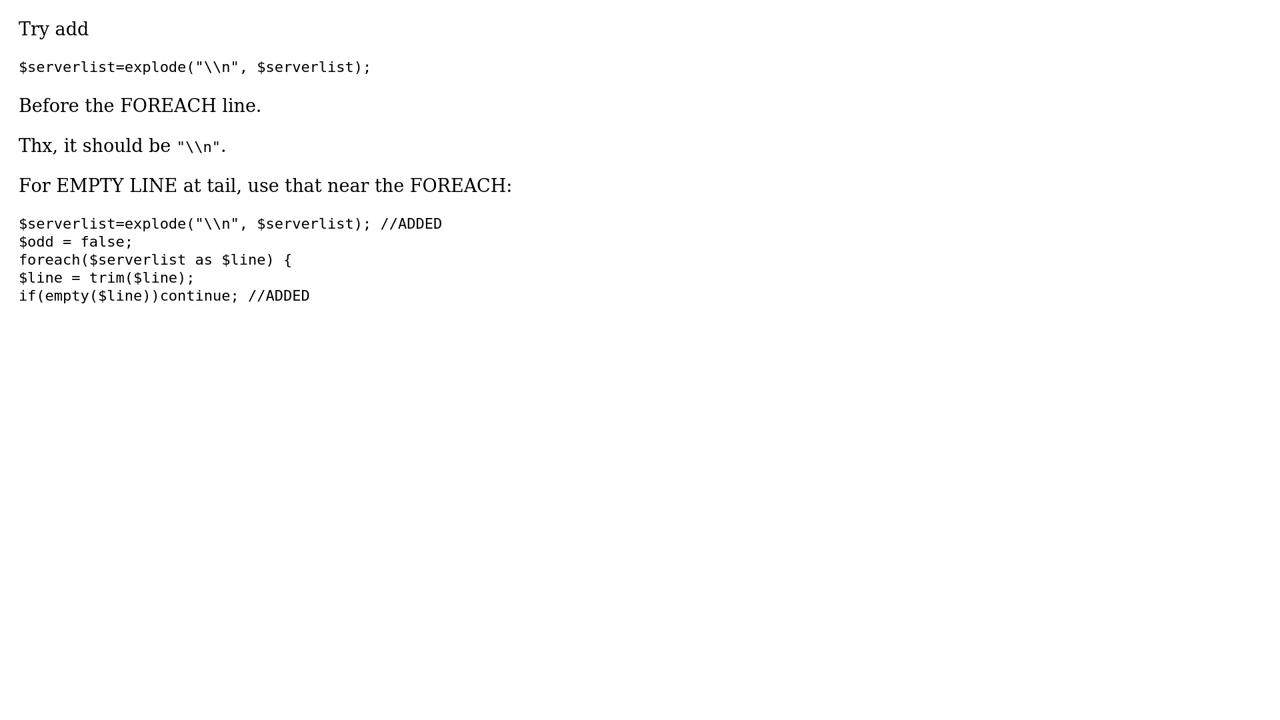 Try add
$serverlist=explode("\\n", $serverlist);
Before the FOREACH line.
Thx, it should be "\\n".
For EMPTY LINE at tail, use that near the FOREACH:
$serverlist=explode("\\n", $serverlist); //ADDED
$odd = false;
foreach($serverlist as $line) {
$line = trim($line);
if(empty($line))continue; //ADDED